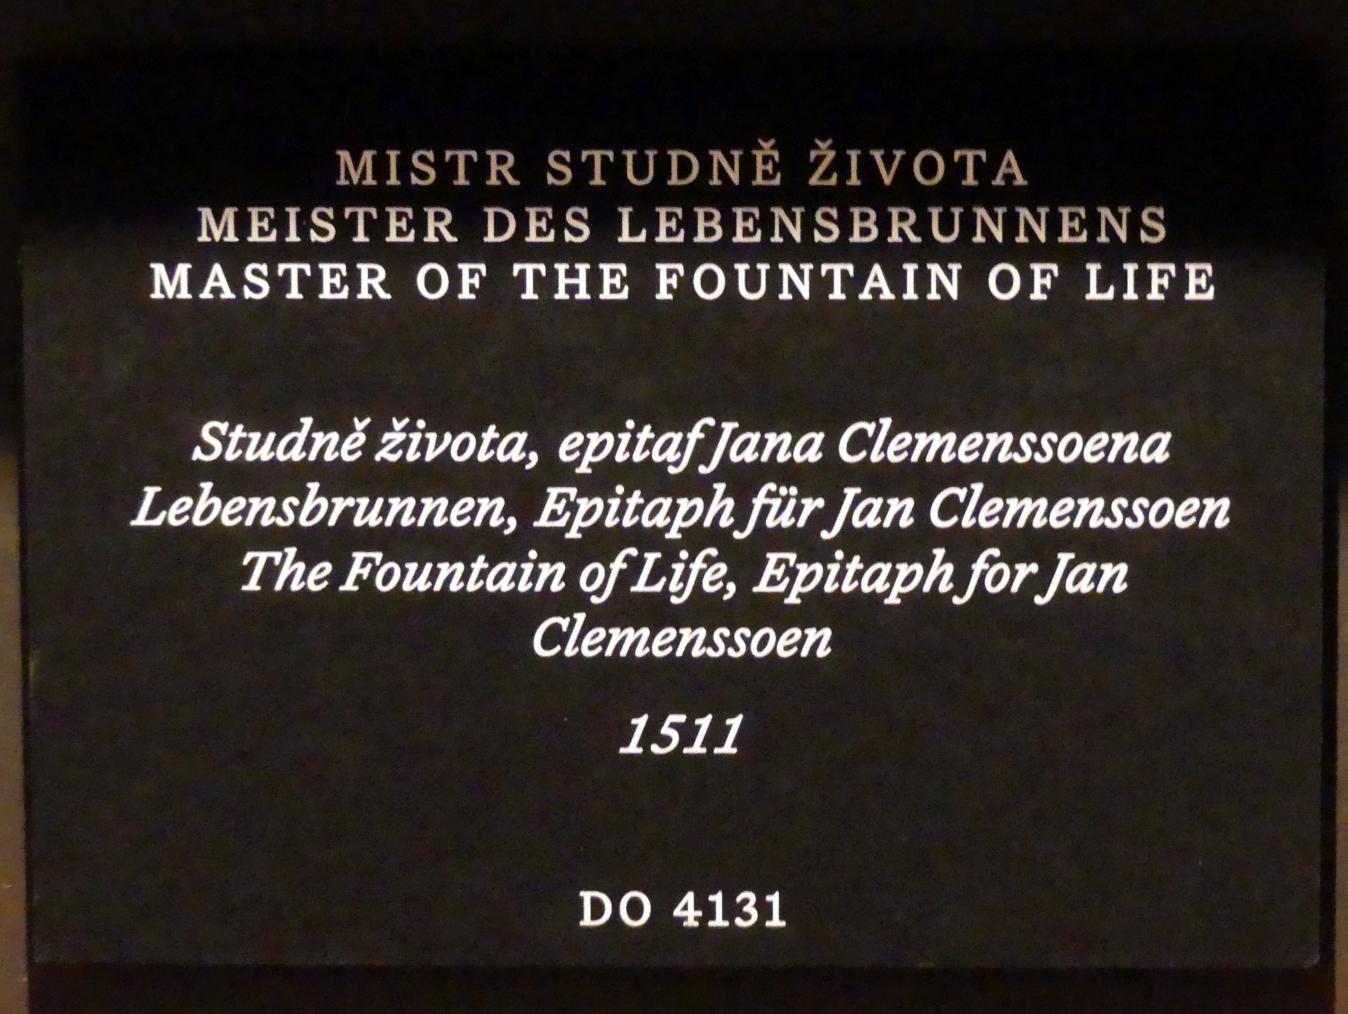 MISTR STUDNĚ ŽIVOTA
MEISTER DES LEBENSBRUNNENS
MASTER OF THE FOUNTAIN OF LIFE
Studně života, epitaf Jana Clemenssoena
Lebensbrunnen, Epitaph für Jan Clemenssoen
The Fountain of Life, Epitaph for Jan
Clemenssoen
1511
DO 4131